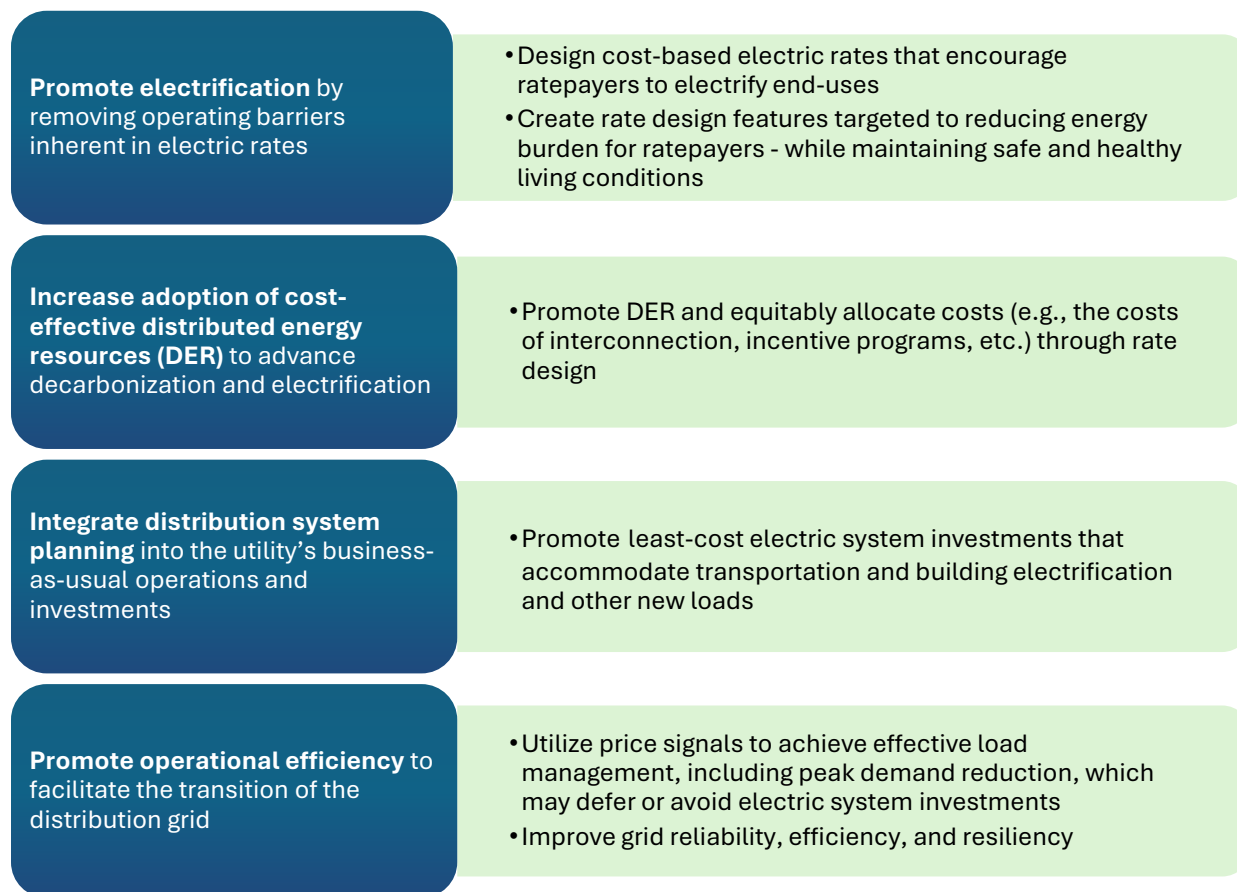 Promote electrification by
removing operating barriers
inherent in electric rates
•Design cost-based electric rates that encourage
ratepayers to electrify end-uses
•Create rate design features targeted to reducing energy
burden for ratepayers - while maintaining safe and healthy
living conditions
Increase adoption of cost-
effective distributed energy
resources (DER) to advance
decarbonization and electrification
•Promote DER and equitably allocate costs (e.g., the costs
of interconnection, incentive programs, etc.) through rate
design
Integrate distribution system
planning into the utility’s business-
as-usual operations and
investments
•Promote least-cost electric system investments that
accommodate transportation and building electrification
and other new loads
Promote operational efficiency to
facilitate the transition of the
distribution grid
•Utilize price signals to achieve effective load
management, including peak demand reduction, which
may defer or avoid electric system investments
•Improve grid reliability, efficiency, and resiliency